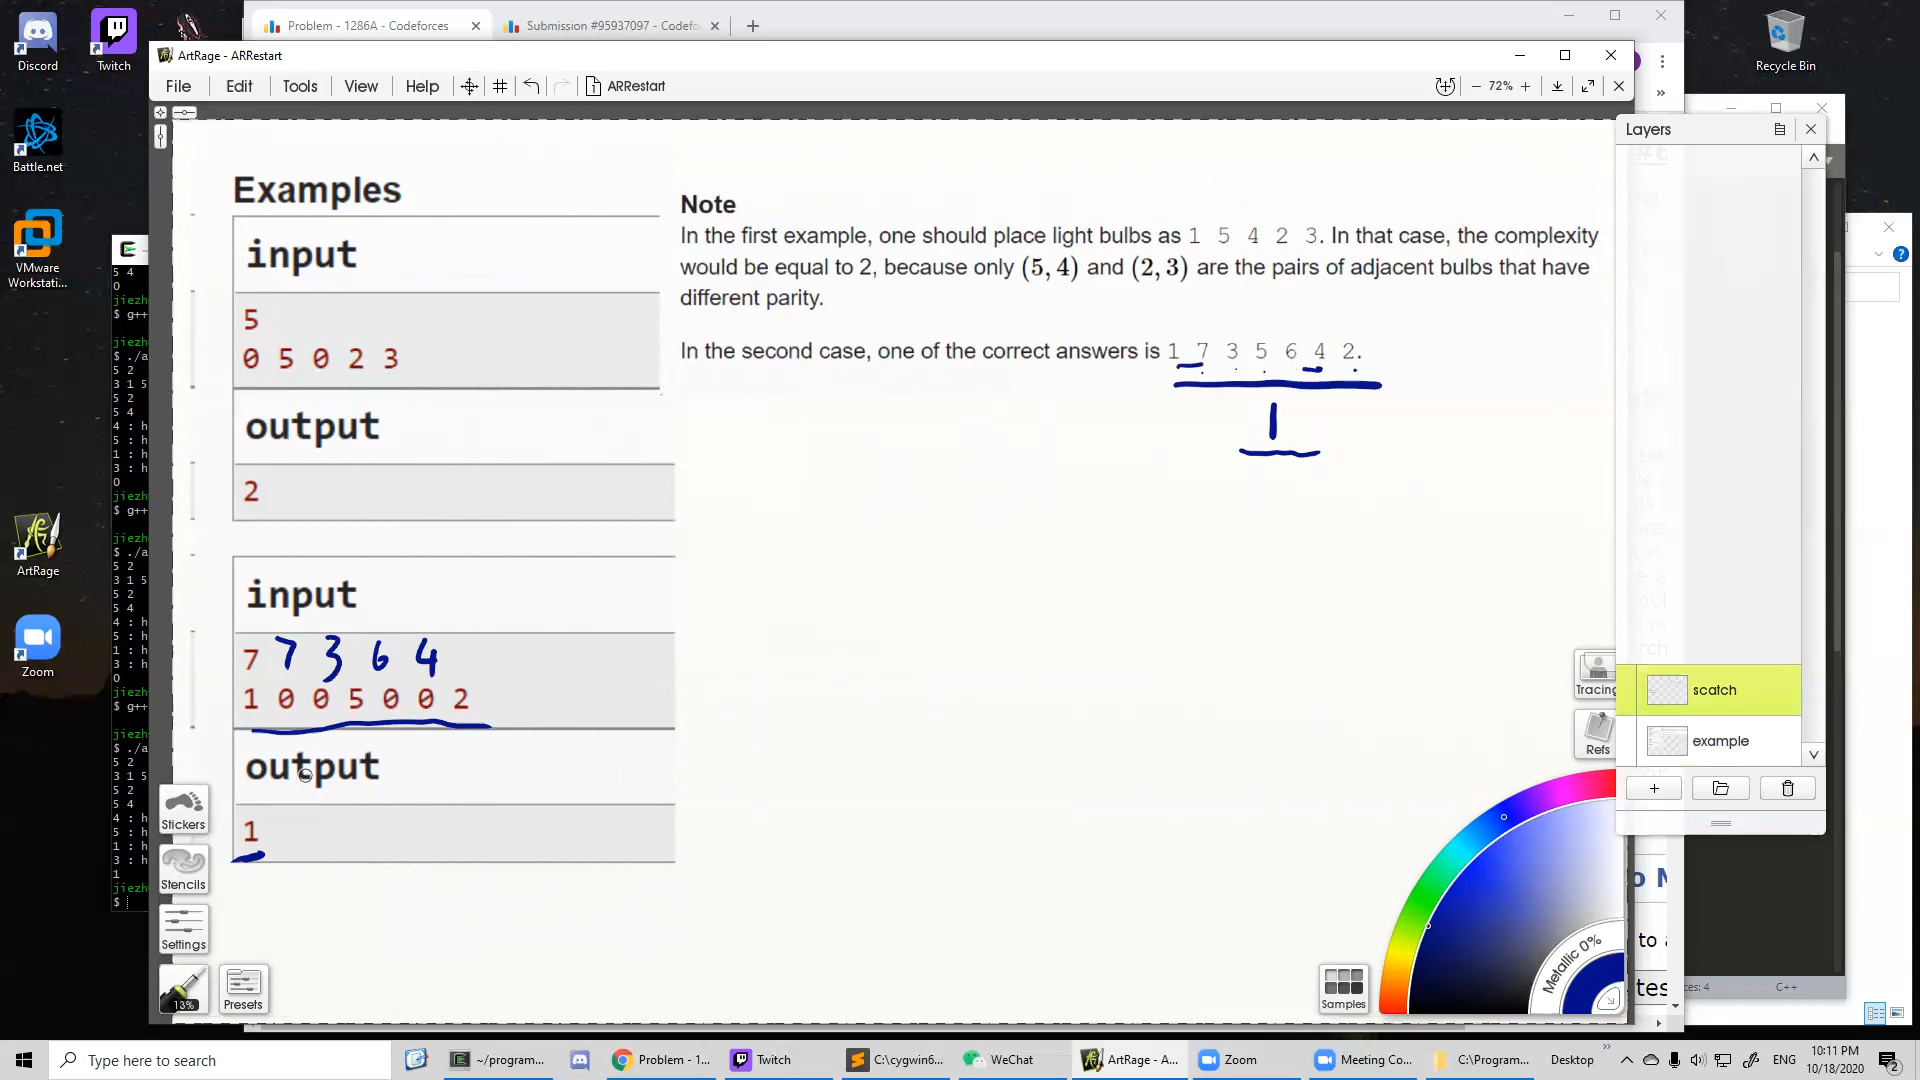 Discord
Twitch
Battle.net
VMware
Workstati...
ArtRage
Zoom
Recycle Bin
Problem - 1286A - Codeforces
Submission #95937097 - Codefo
ArtRage - ARRestart
File Edit Tools View Help ARRestart
72%
Examples
input
5
0 5 0 2 3
output
2
input
7 7 3 6 4
1 0 0 5 0 0 2
output
1
Note
In the first example, one should place light bulbs as 1 5 4 2 3. In that case, the complexity
would be equal to 2, because only (5, 4) and (2, 3) are the pairs of adjacent bulbs that have
different parity.
In the second case, one of the correct answers is 1 7 3 5 6 4 2.
1
Layers
scatch
example
Tracing
Refs
Stickers
Stencils
Settings
13%
Presets
Samples
Metallic 0%
C++
Type here to search
~/program...
Problem - 1...
Twitch
C:\cygwin6...
WeChat
ArtRage - A...
Zoom
Meeting Co...
C:\Program...
Desktop
ENG
10:11 PM
10/18/2020
2